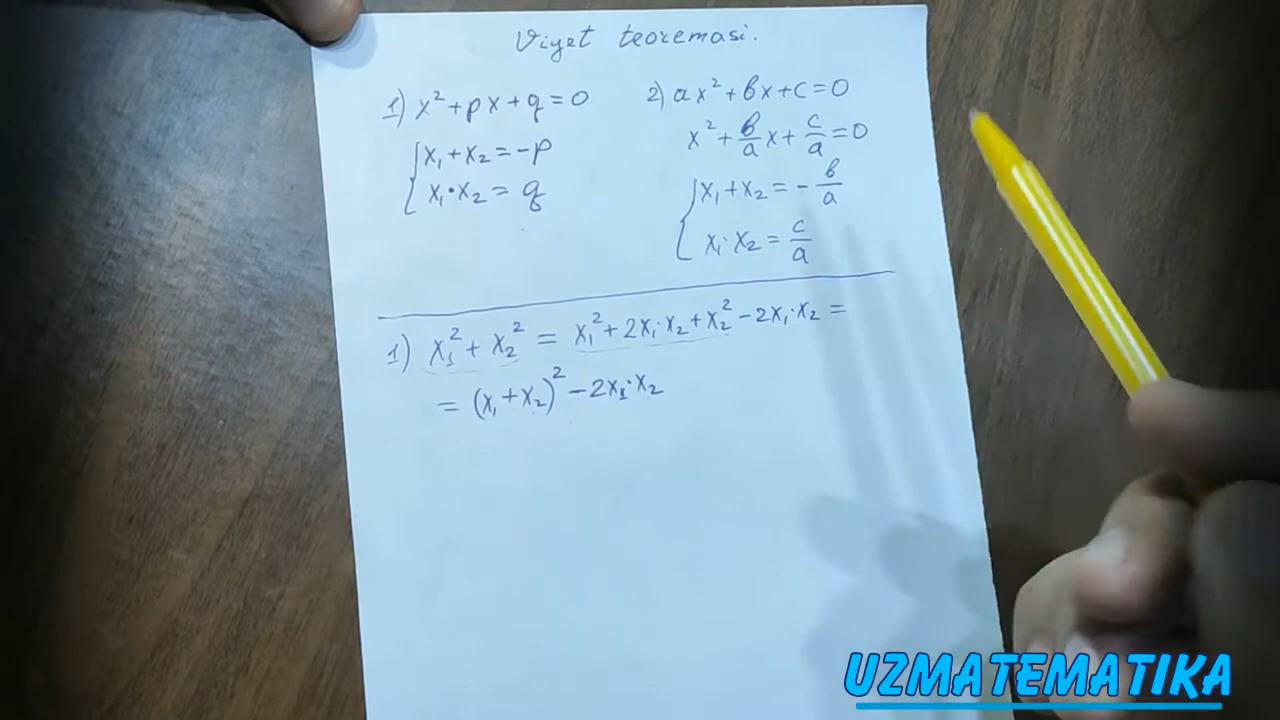 Viyet teoremasi.
1) x² + px + q = 0
{ x₁ + x₂ = -p
x₁ · x₂ = q
2) ax² + bx + c = 0
x² + b/a x + c/a = 0
{ x₁ + x₂ = - b/a
x₁ · x₂ = c/a
1) x₁² + x₂² = x₁² + 2x₁·x₂ + x₂² - 2x₁·x₂ =
= (x₁ + x₂)² - 2x₁·x₂
UZMATEMATIKA